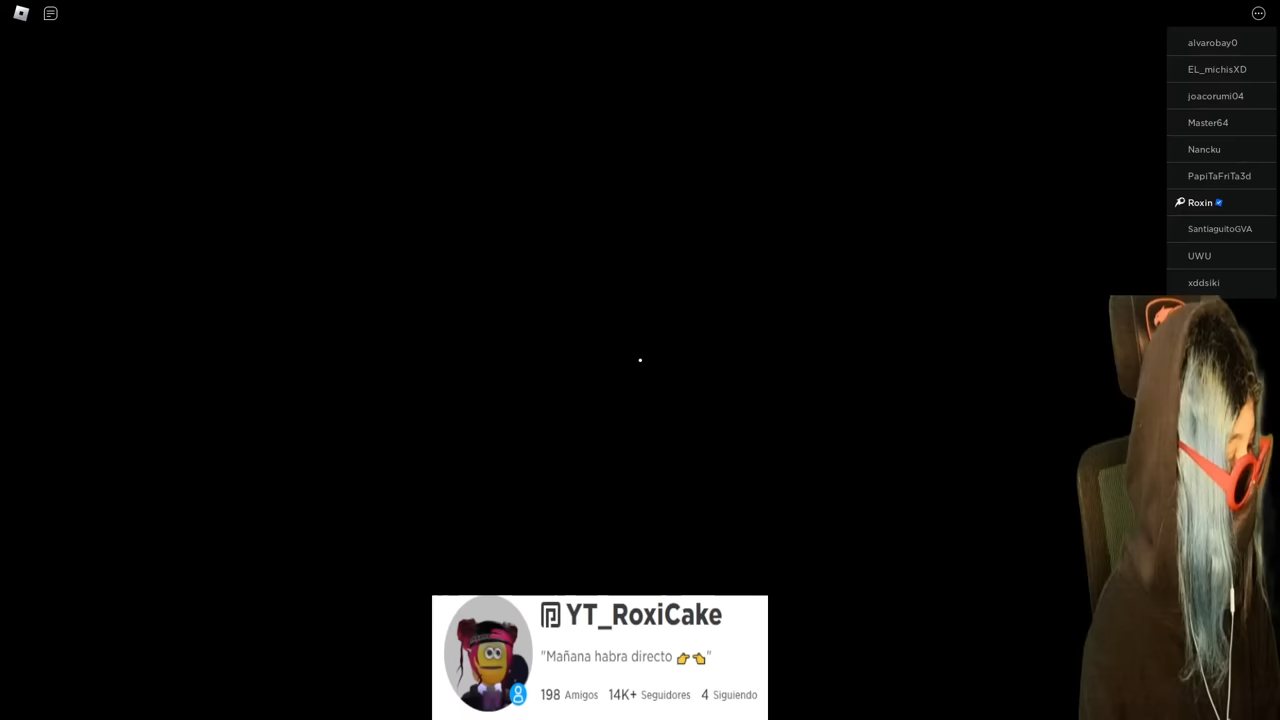 alvarobay0
EL_michisXD
joacorumi04
Master64
Nancku
PapiTaFriTa3d
Roxin
SantiaguitoGVA
UWU
xddsiki
YT_RoxiCake
"Mañana habra directo 👉👈"
198 Amigos 14K+ Seguidores 4 Siguiendo